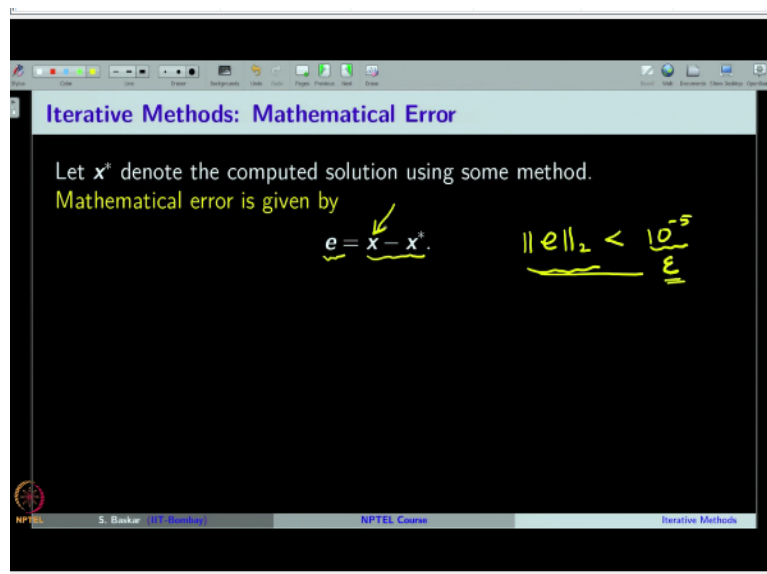 Iterative Methods: Mathematical Error
Let x* denote the computed solution using some method.
Mathematical error is given by
e = x − x*.
||e||₂ < 10⁻⁵
ε
NPTEL
S. Baskar (IIT-Bombay) NPTEL Course Iterative Methods